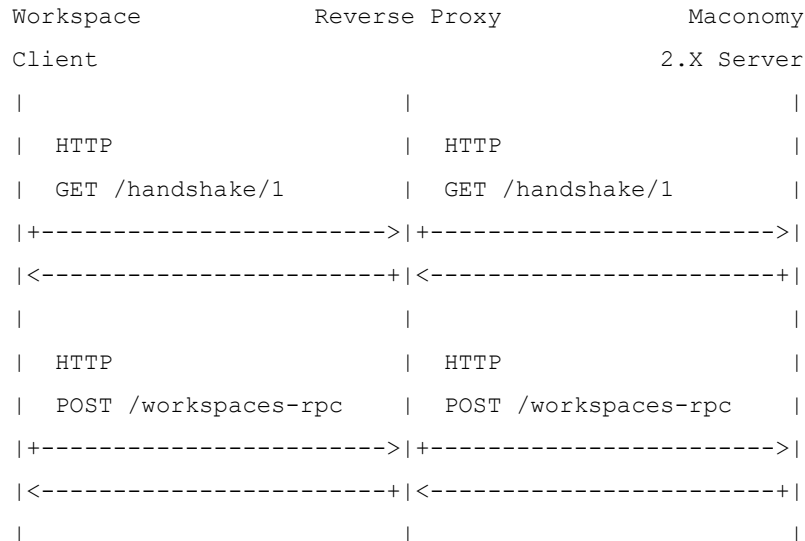 Workspace Reverse Proxy Maconomy
Client 2.X Server
| | |
| HTTP | HTTP |
| GET /handshake/1 | GET /handshake/1 |
|+------------------------>|+------------------------>|
|<------------------------+|<------------------------+|
| | |
| HTTP | HTTP |
| POST /workspaces-rpc | POST /workspaces-rpc |
|+------------------------>|+------------------------>|
|<------------------------+|<------------------------+|
| | |